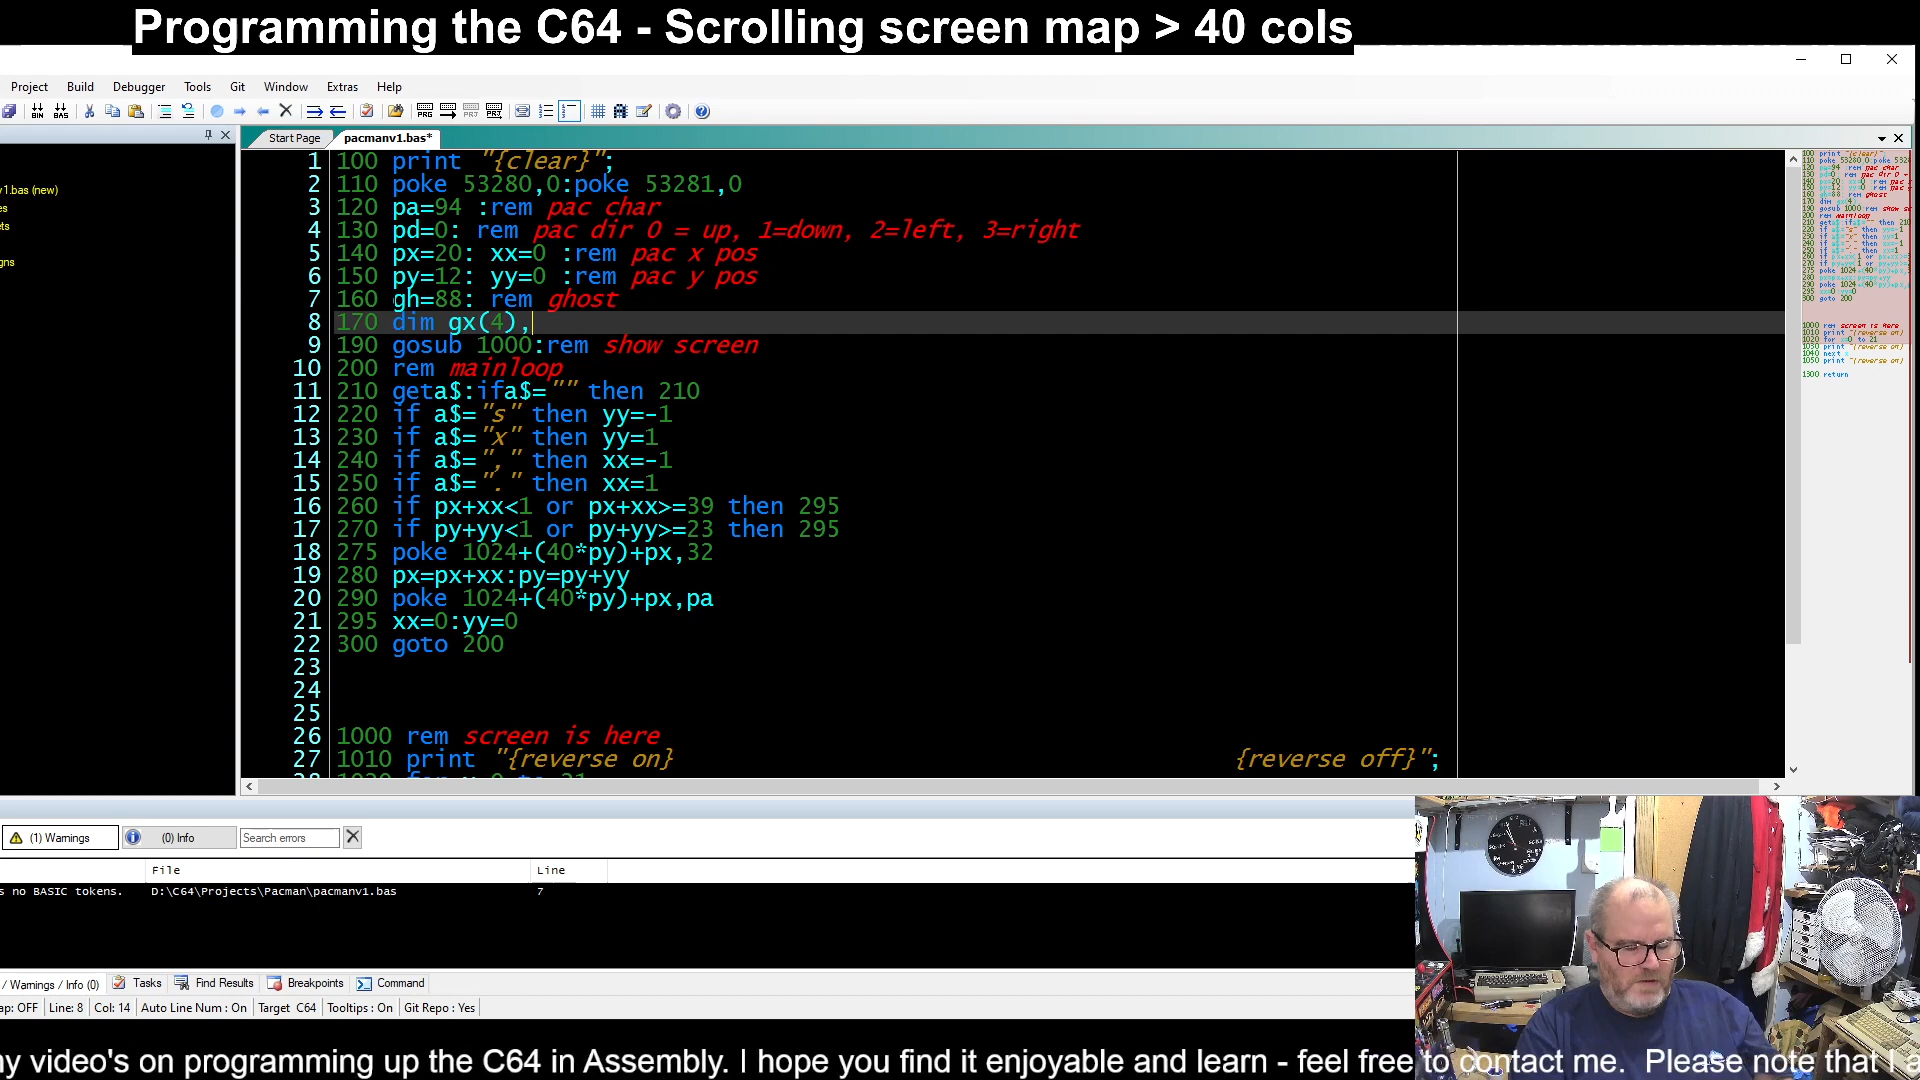 Programming the C64 - Scrolling screen map > 40 cols
Project Build Debugger Tools Git Window Extras Help
BIN BAS PRG PRG
Start Page pacmanv1.bas*
1 100 print "{clear}";
2 110 poke 53280,0:poke 53281,0
3 120 pa=94 :rem pac char
4 130 pd=0: rem pac dir 0 = up, 1=down, 2=left, 3=right
5 140 px=20: xx=0 :rem pac x pos
6 150 py=12: yy=0 :rem pac y pos
7 160 gh=88: rem ghost
8 170 dim gx(4),
9 190 gosub 1000:rem show screen
10 200 rem mainloop
11 210 geta$:ifa$="" then 210
12 220 if a$="s" then yy=-1
13 230 if a$="x" then yy=1
14 240 if a$="," then xx=-1
15 250 if a$="." then xx=1
16 260 if px+xx<1 or px+xx>=39 then 295
17 270 if py+yy<1 or py+yy>=23 then 295
18 275 poke 1024+(40*py)+px,32
19 280 px=px+xx:py=py+yy
20 290 poke 1024+(40*py)+px,pa
21 295 xx=0:yy=0
22 300 goto 200
23
24
25
26 1000 rem screen is here
27 1010 print "{reverse on} {reverse off}";
v1.bas (new)
es
ets
gns
(1) Warnings (0) Info Search errors
File Line
s no BASIC tokens. D:\C64\Projects\Pacman\pacmanv1.bas 7
/ Warnings / Info (0) Tasks Find Results Breakpoints Command
ap: OFF Line: 8 Col: 14 Auto Line Num : On Target C64 Tooltips : On Git Repo : Yes
ny video's on programming up the C64 in Assembly. I hope you find it enjoyable and learn - feel free to contact me. Please note that I a